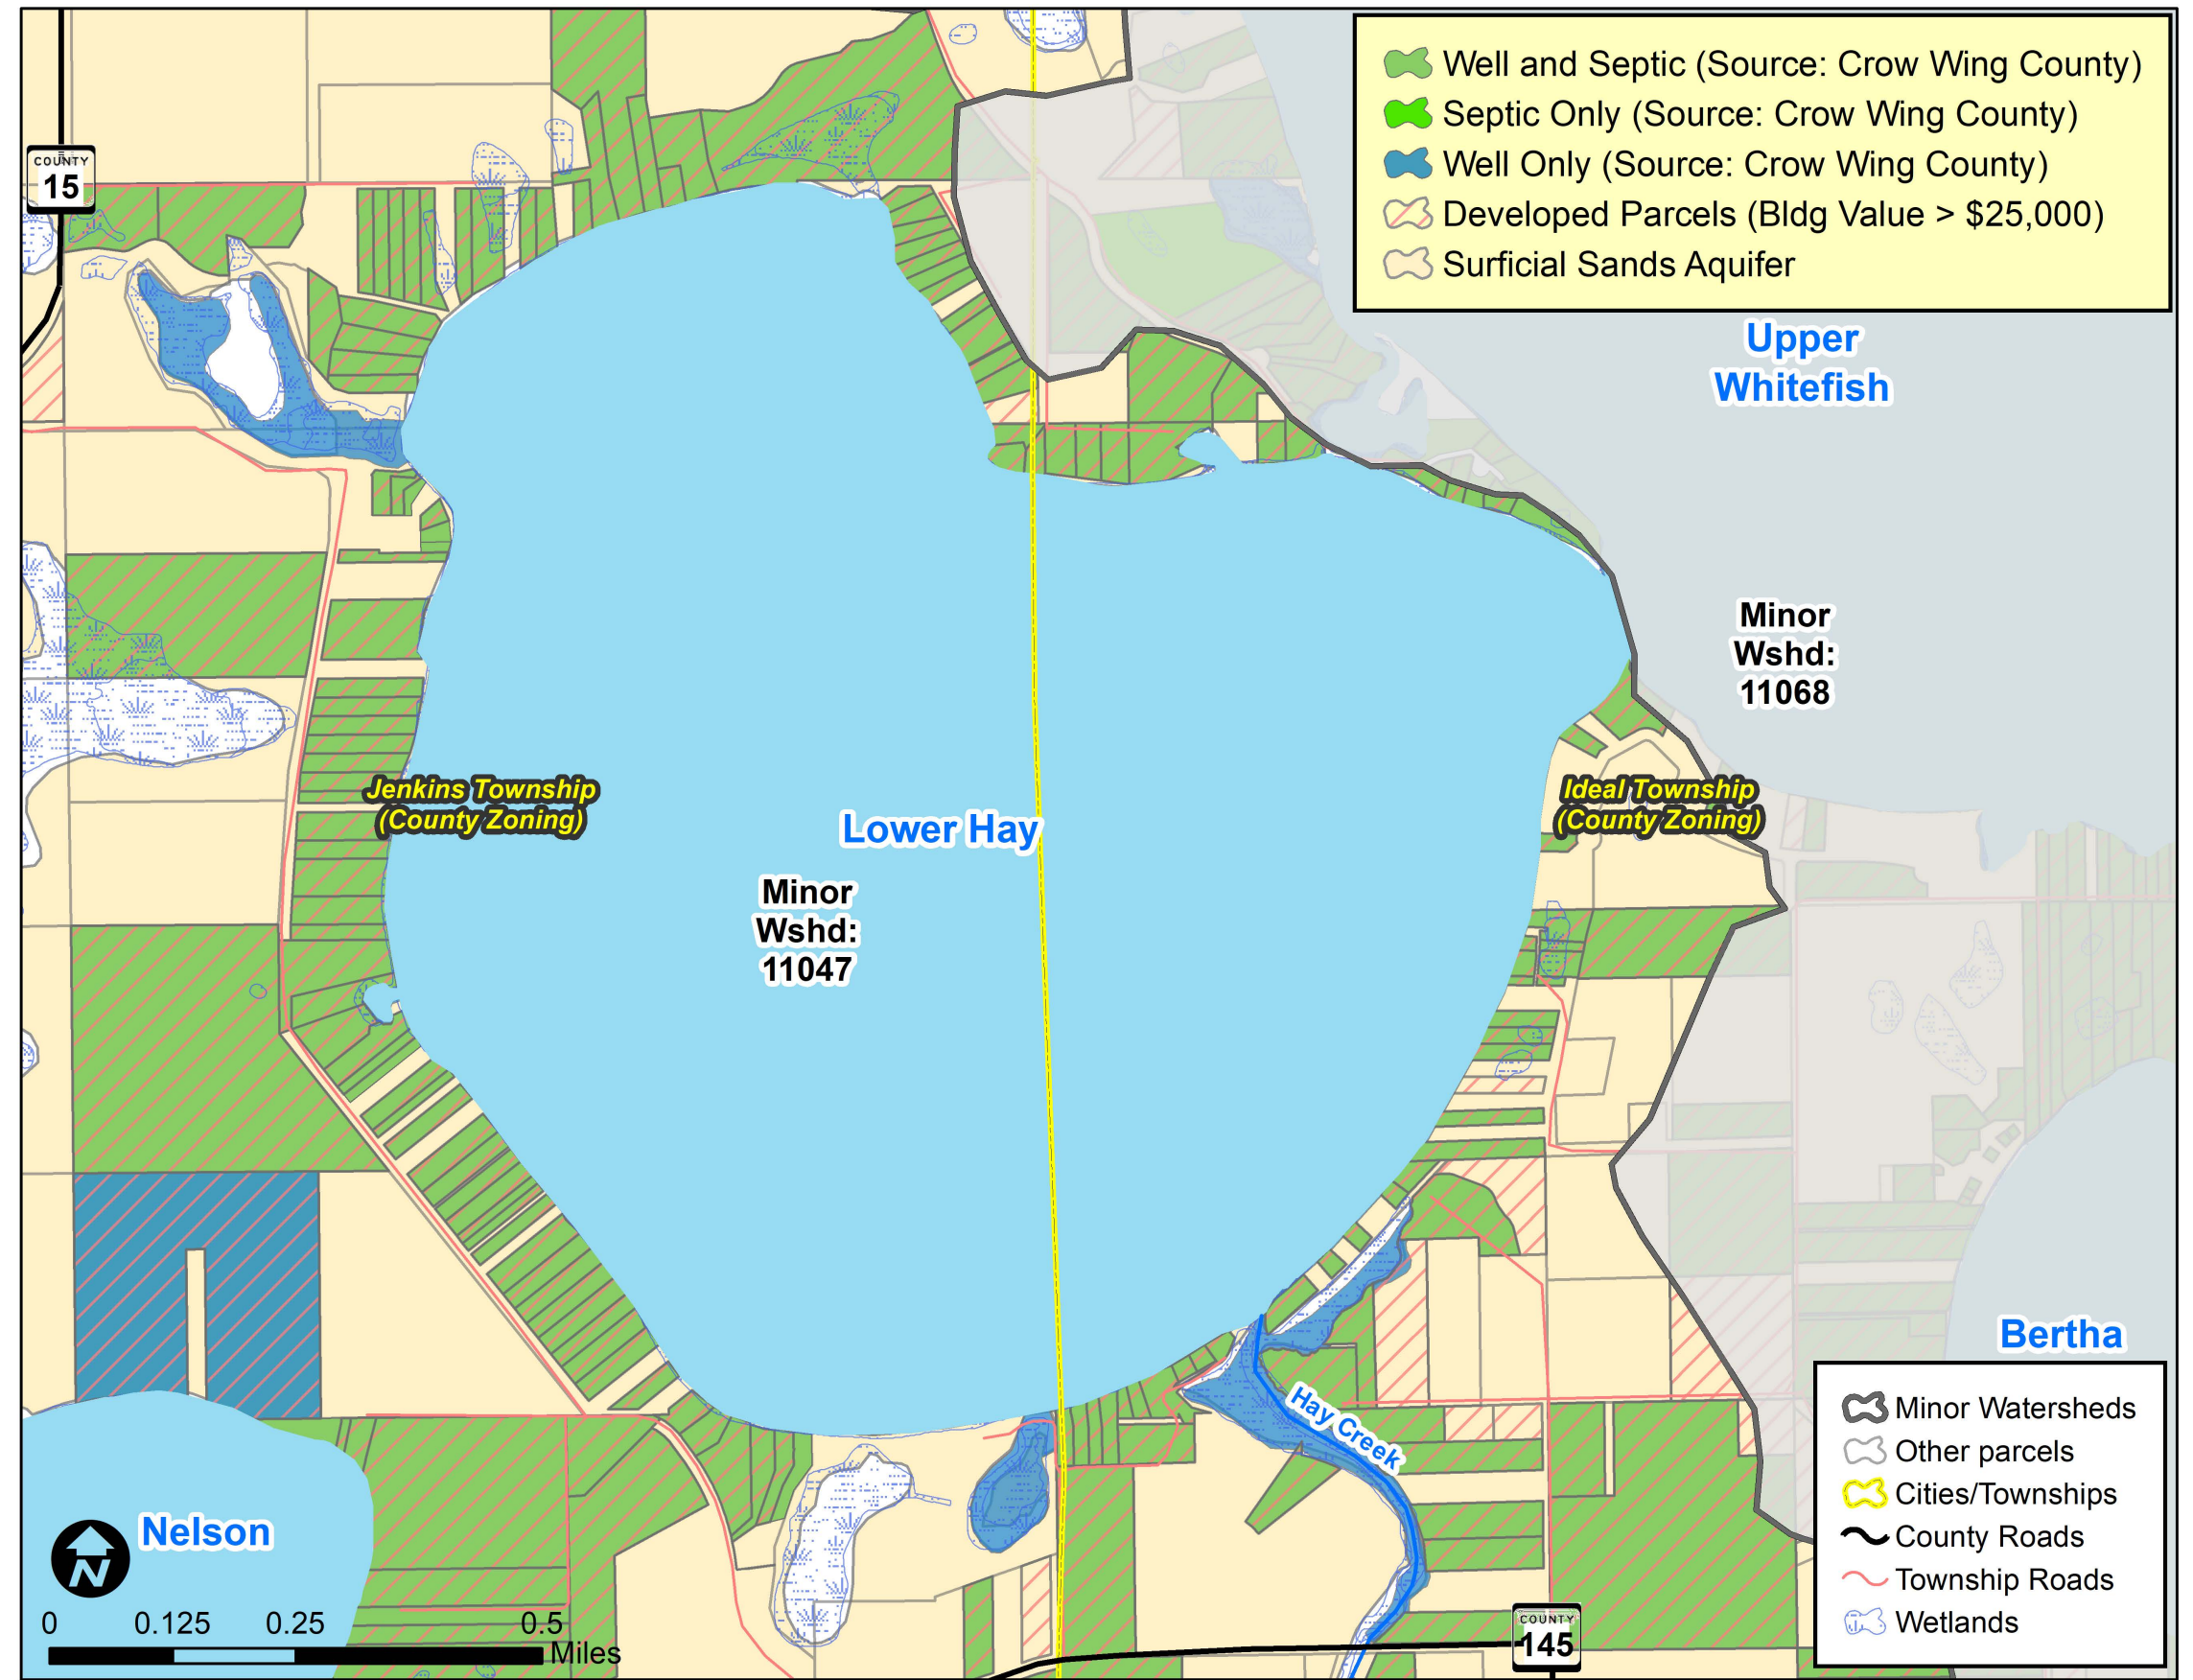 Well and Septic (Source: Crow Wing County)
Septic Only (Source: Crow Wing County)
Well Only (Source: Crow Wing County)
Developed Parcels (Bldg Value > $25,000)
Surficial Sands Aquifer
COUNTY
15
Upper
Whitefish
Minor
Wshd:
11068
Jenkins Township
(County Zoning)
Ideal Township
(County Zoning)
Lower Hay
Minor
Wshd:
11047
Bertha
Hay Creek
Minor Watersheds
Other parcels
Cities/Townships
County Roads
Township Roads
Wetlands
Nelson
N
0 0.125 0.25 0.5
Miles
COUNTY
145